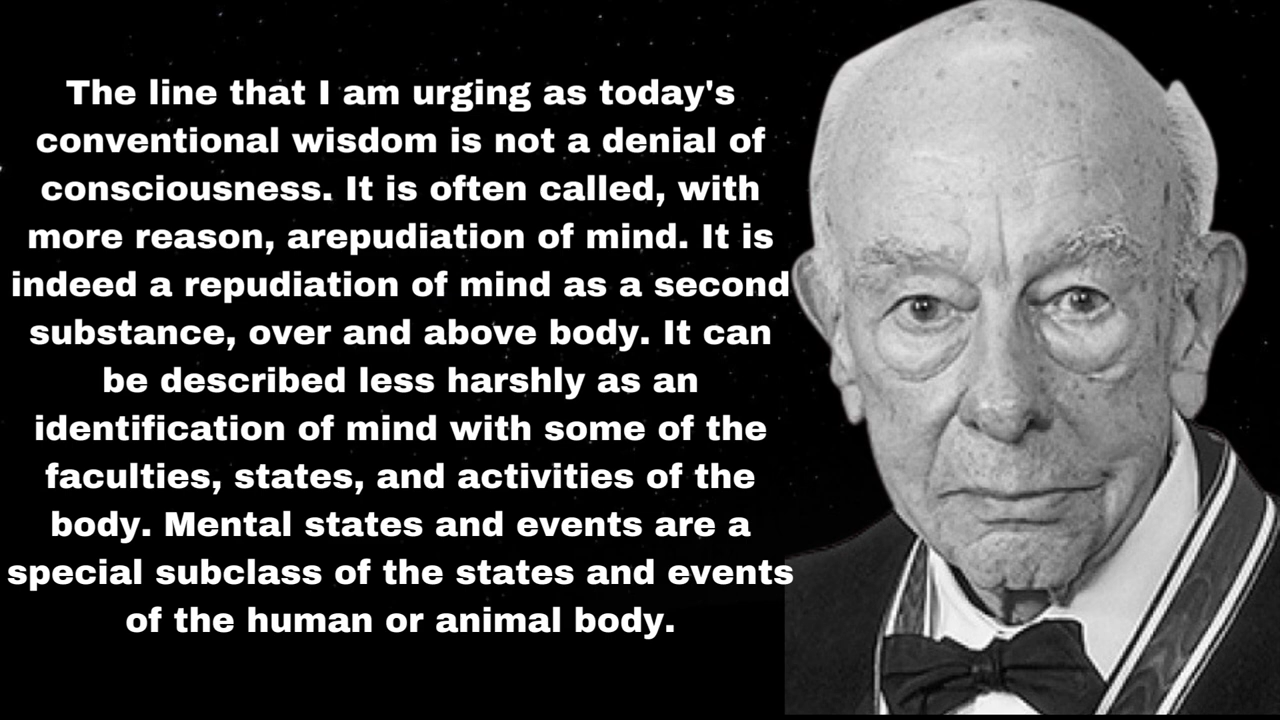 The line that I am urging as today's
conventional wisdom is not a denial of
consciousness. It is often called, with
more reason, arepudiation of mind. It is
indeed a repudiation of mind as a second
substance, over and above body. It can
be described less harshly as an
identification of mind with some of the
faculties, states, and activities of the
body. Mental states and events are a
special subclass of the states and events
of the human or animal body.